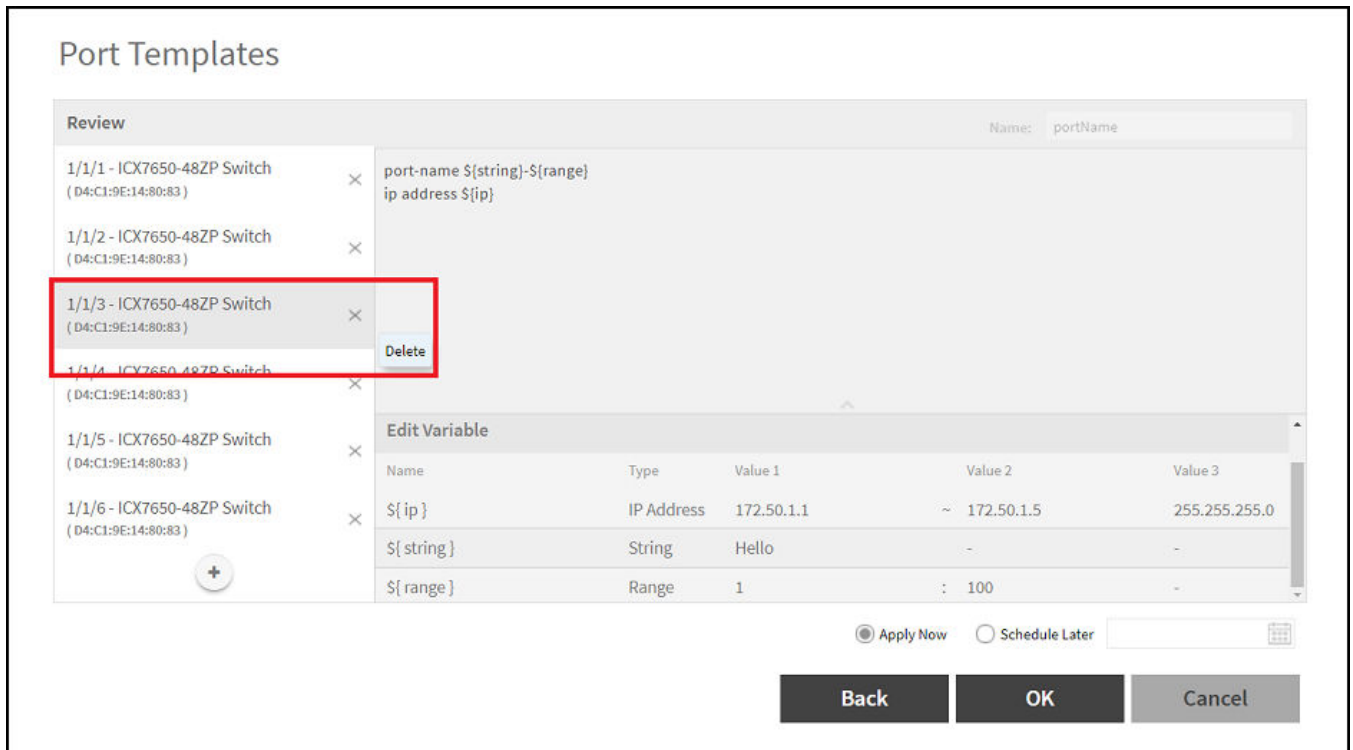 Port Templates
Review
Name: portName
1/1/1 - ICX7650-48ZP Switch
( D4:C1:9E:14:80:83 )
1/1/2 - ICX7650-48ZP Switch
( D4:C1:9E:14:80:83 )
1/1/3 - ICX7650-48ZP Switch
( D4:C1:9E:14:80:83 )
1/1/4 - ICX7650-48ZP Switch
( D4:C1:9E:14:80:83 )
1/1/5 - ICX7650-48ZP Switch
( D4:C1:9E:14:80:83 )
1/1/6 - ICX7650-48ZP Switch
( D4:C1:9E:14:80:83 )
+
port-name ${string}-${range}
ip address ${ip}
Delete
Edit Variable
Name Type Value 1 Value 2 Value 3
${ ip } IP Address 172.50.1.1 ~ 172.50.1.5 255.255.255.0
${ string } String Hello - -
${ range } Range 1 : 100 -
Apply Now Schedule Later
Back OK Cancel